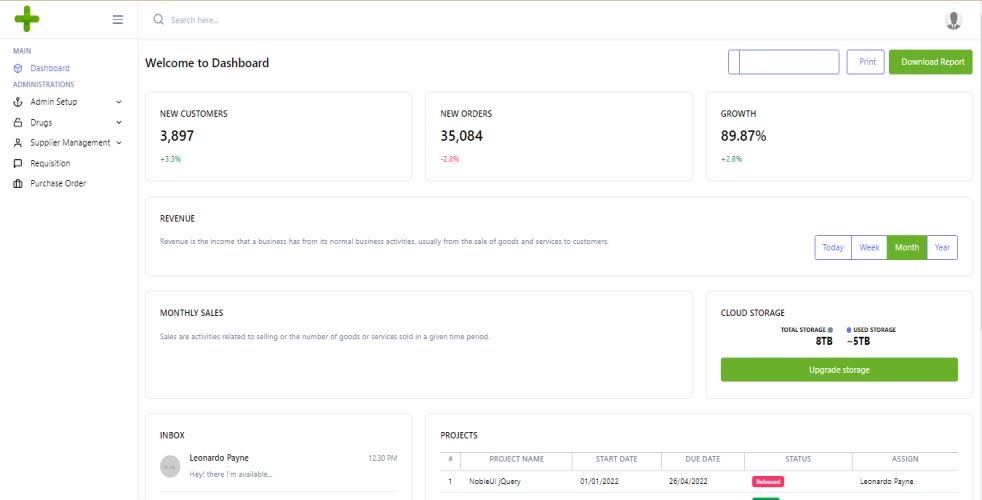 Search here...
MAIN
Dashboard
ADMINISTRATIONS
Admin Setup
Drugs
Supplier Management
Requisition
Purchase Order
Welcome to Dashboard
Print
Download Report
NEW CUSTOMERS
3,897
+3.3%
NEW ORDERS
35,084
-2.8%
GROWTH
89.87%
+2.8%
REVENUE
Revenue is the income that a business has from its normal business activities, usually from the sale of goods and services to customers.
Today Week Month Year
MONTHLY SALES
Sales are activities related to selling or the number of goods or services sold in a given time period.
CLOUD STORAGE
TOTAL STORAGE
8TB
USED STORAGE
~5TB
Upgrade storage
INBOX
Leonardo Payne
12.30 PM
Hey! there I'm available...
PROJECTS
# PROJECT NAME START DATE DUE DATE STATUS ASSIGN
1 NobleUI jQuery 01/01/2022 26/04/2022 Released Leonardo Payne